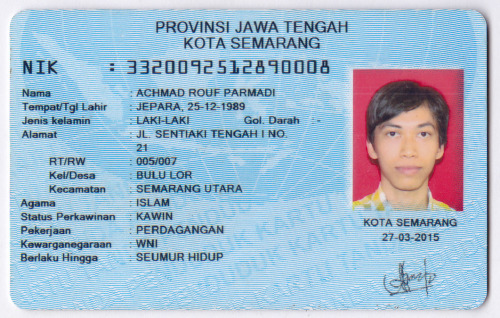 PROVINSI JAWA TENGAH
KOTA SEMARANG
NIK : 3320092512890008
Nama : ACHMAD ROUF PARMADI
Tempat/Tgl Lahir : JEPARA, 25-12-1989
Jenis kelamin : LAKI-LAKI Gol. Darah : -
Alamat : JL. SENTIAKI TENGAH I NO.
21
RT/RW : 005/007
Kel/Desa : BULU LOR
Kecamatan : SEMARANG UTARA
Agama : ISLAM
Status Perkawinan : KAWIN
Pekerjaan : PERDAGANGAN
Kewarganegaraan : WNI
Berlaku Hingga : SEUMUR HIDUP
KOTA SEMARANG
27-03-2015